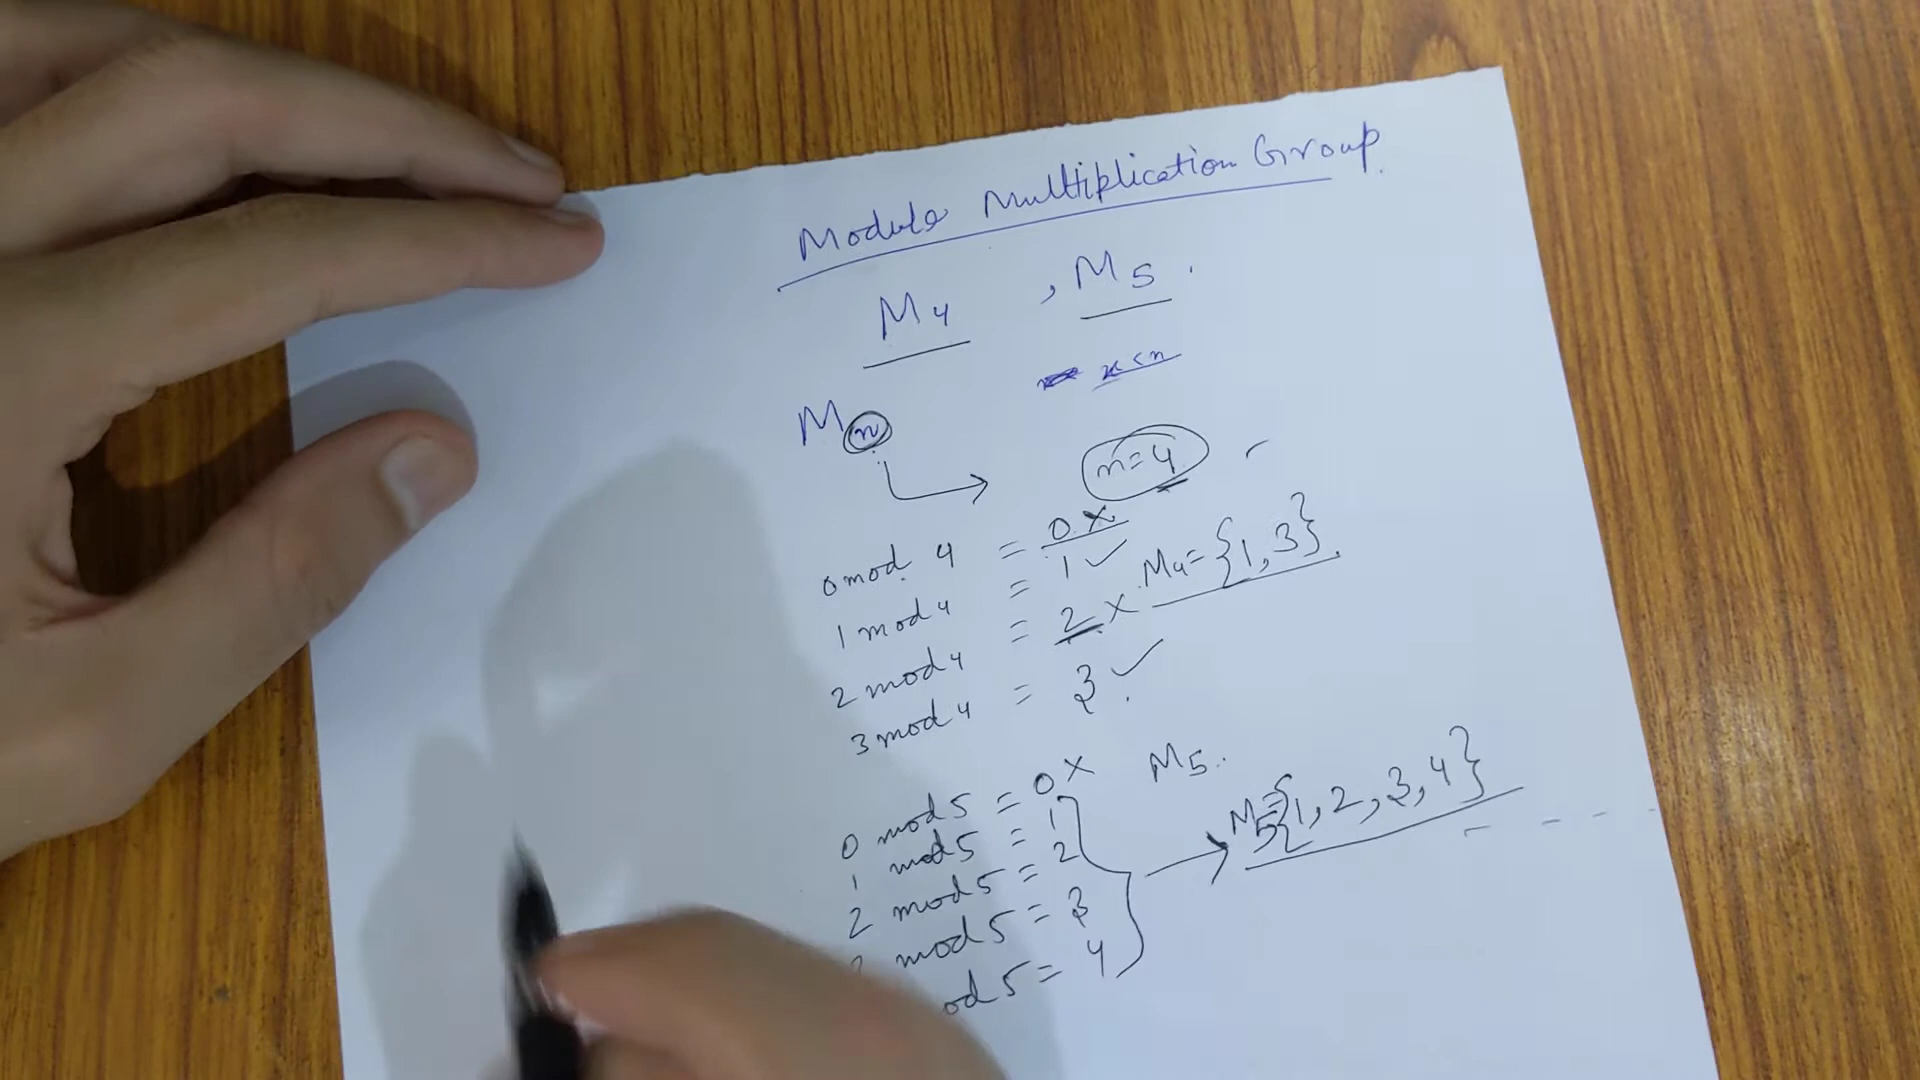 Module Multiplication Group.
M4 , M5 .
x<n
Mn
n=4
0 mod 4 = 0 x
1 mod 4 = 1 ✓
M4 = {1, 3}.
2 mod 4 = 2 x
3 mod 4 = 3 ✓
M5.
0 mod 5 = 0 x
1 mod 5 = 1
2 mod 5 = 2
mod 5 = 3
od 5 = 4
M5={1, 2, 3, 4}